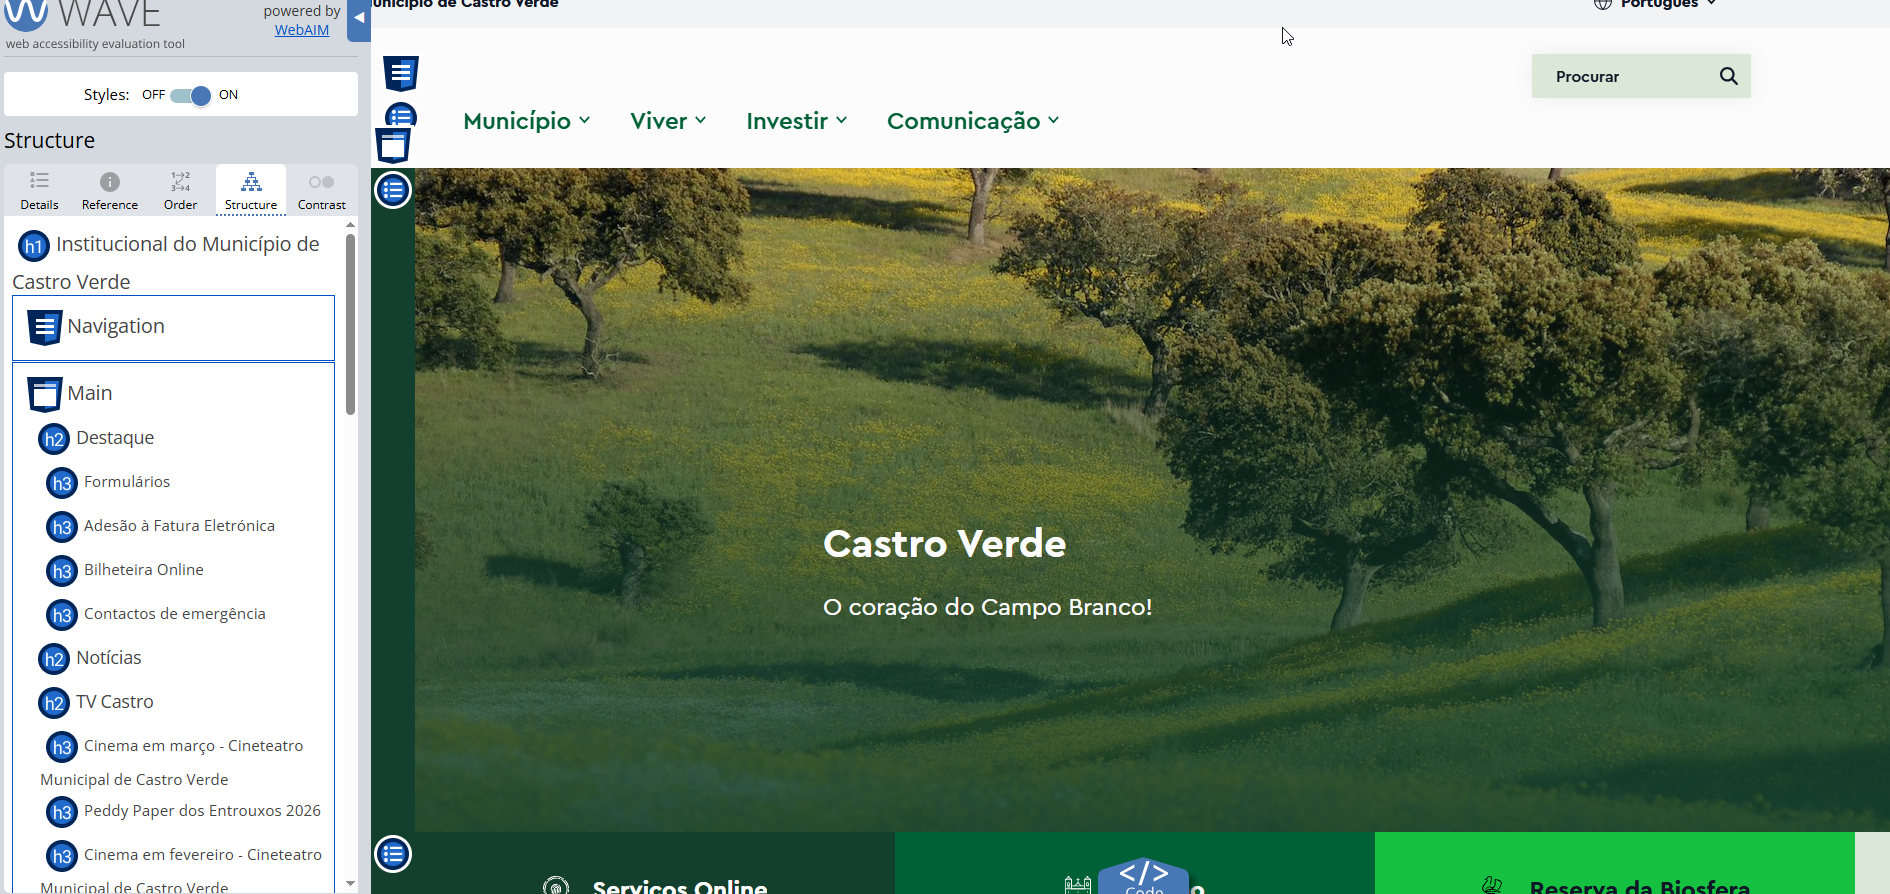 WAVE
powered by
WebAIM
web accessibility evaluation tool
Styles: OFF ON
Structure
Details Reference Order Structure Contrast
h1 Institucional do Município de
Castro Verde
Navigation
Main
h2 Destaque
h3 Formulários
h3 Adesão à Fatura Eletrónica
h3 Bilheteira Online
h3 Contactos de emergência
h2 Notícias
h2 TV Castro
h3 Cinema em março - Cineteatro
Municipal de Castro Verde
h3 Peddy Paper dos Entrouxos 2026
h3 Cinema em fevereiro - Cineteatro
Municipal de Castro Verde
de Castro Verde
Português
Procurar
Município Viver Investir Comunicação
Castro Verde
O coração do Campo Branco!
Serviços Online
</> Code
Reserva da Biosfera